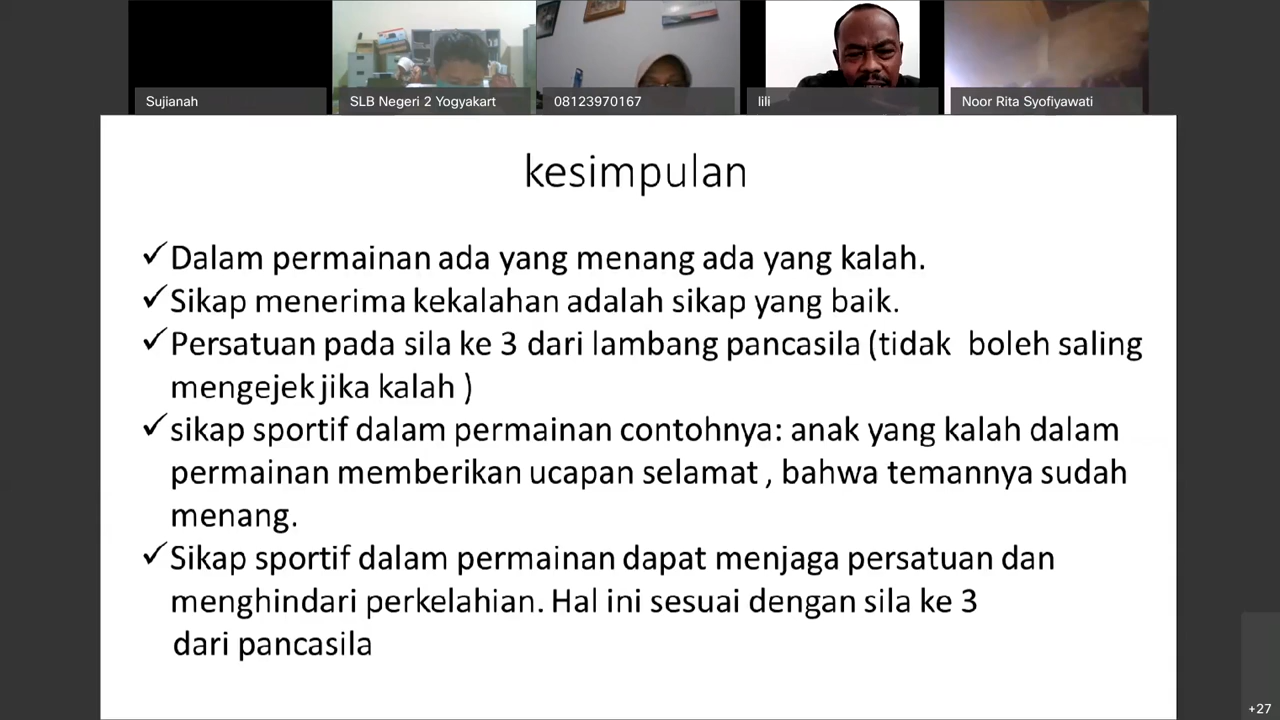 Sujianah
SLB Negeri 2 Yogyakart
08123970167
lili
Noor Rita Syofiyawati
kesimpulan
✓Dalam permainan ada yang menang ada yang kalah.
✓Sikap menerima kekalahan adalah sikap yang baik.
✓Persatuan pada sila ke 3 dari lambang pancasila (tidak  boleh saling
mengejek jika kalah )
✓sikap sportif dalam permainan contohnya: anak yang kalah dalam
permainan memberikan ucapan selamat , bahwa temannya sudah
menang.
✓Sikap sportif dalam permainan dapat menjaga persatuan dan
menghindari perkelahian. Hal ini sesuai dengan sila ke 3
dari pancasila
+27